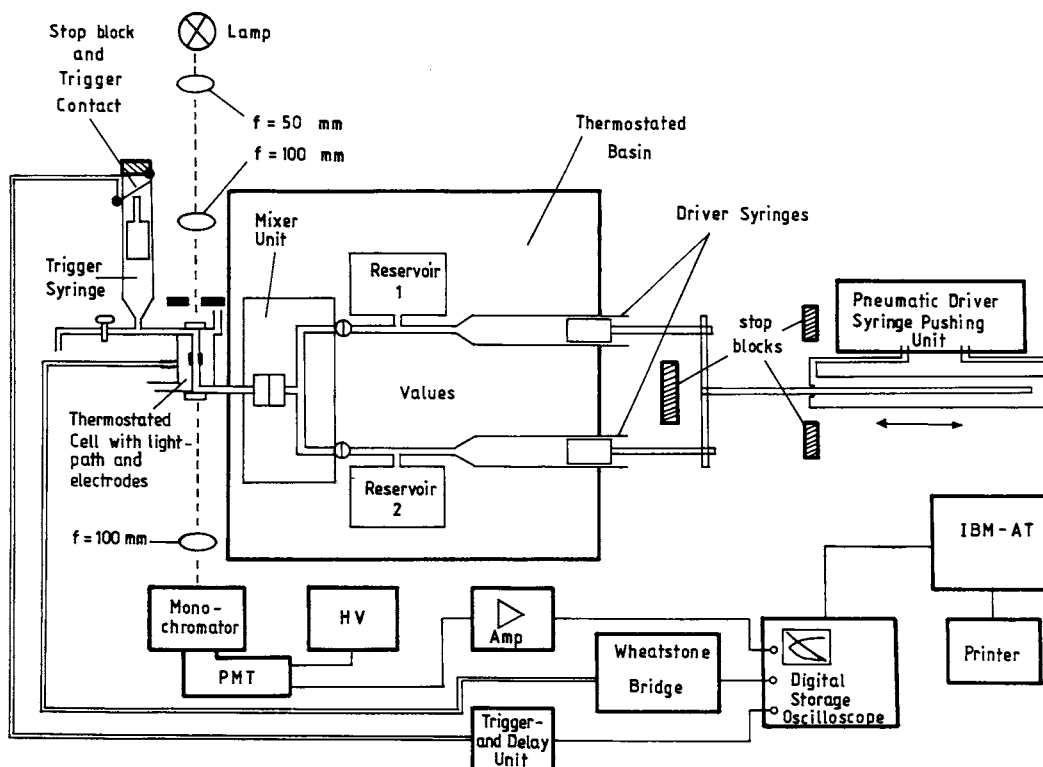 Stop block
and
Trigger
Contact
Lamp
f = 50 mm
f = 100 mm
Thermostated
Basin
Driver Syringes
Mixer
Unit
Reservoir
1
Trigger
Syringe
Pneumatic Driver
Syringe Pushing
Unit
stop
blocks
Values
Thermostated
Cell with light-
path and
electrodes
Reservoir
2
f = 100 mm
IBM-AT
Mono-
chromator
HV
Amp
PMT
Wheatstone
Bridge
Digital
Storage
Oscilloscope
Printer
Trigger-
and Delay
Unit